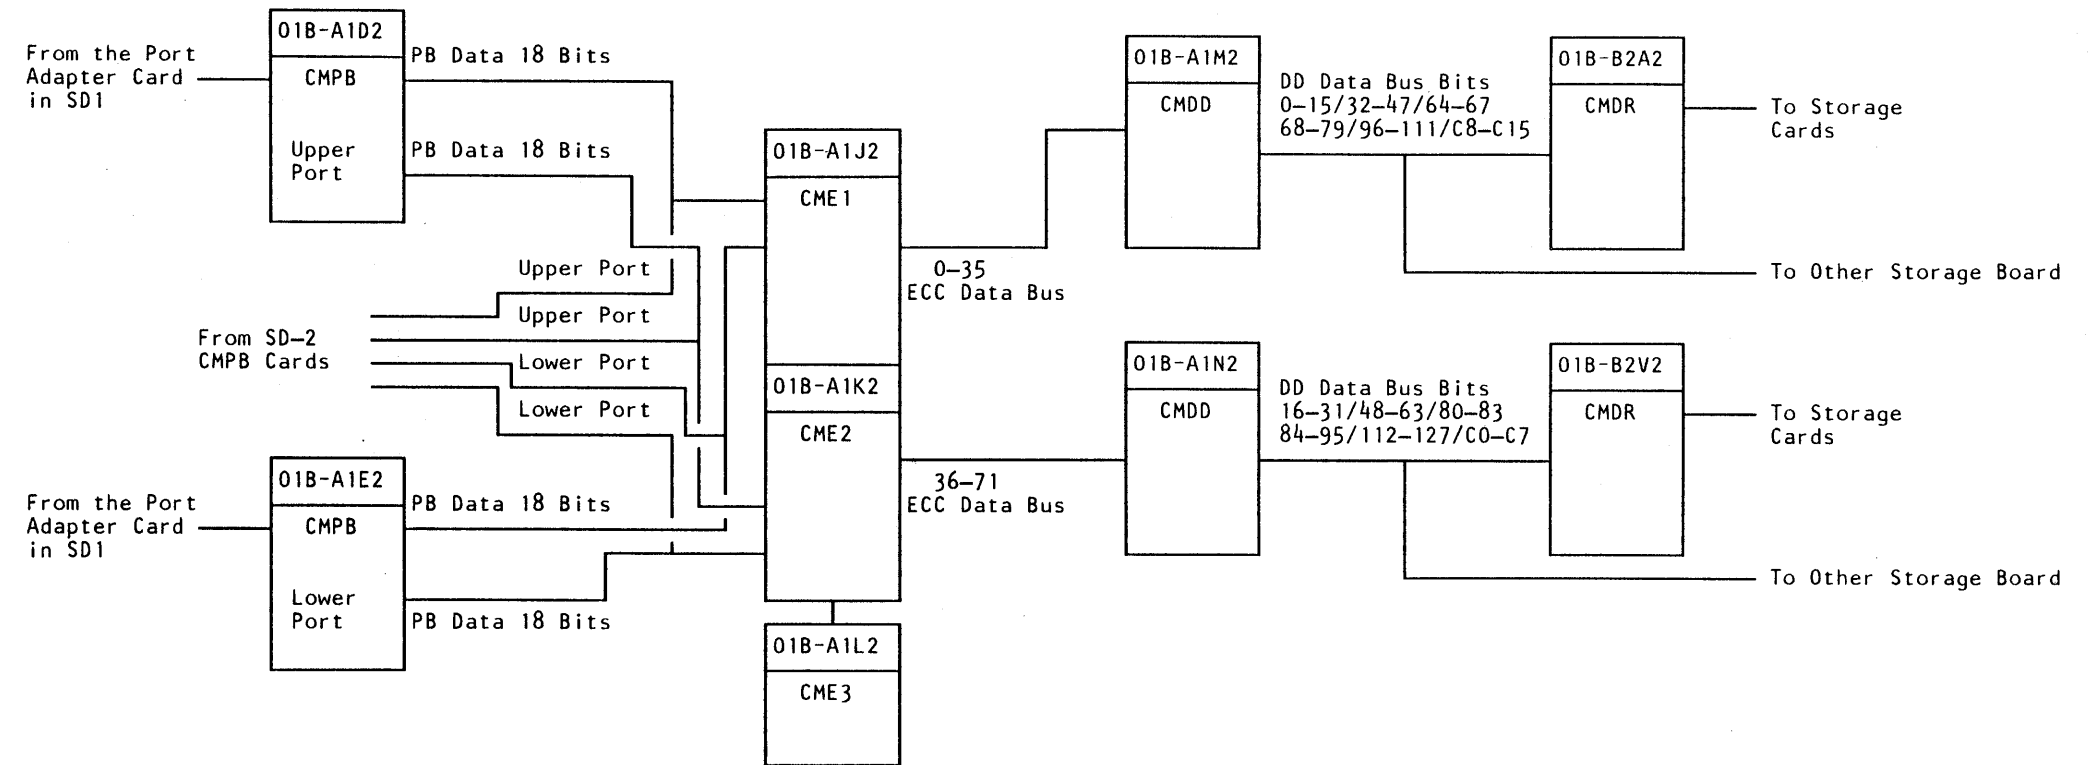 From the Port
Adapter Card
in SD1
01B-A1D2
CMPB
Upper
Port
PB Data 18 Bits
PB Data 18 Bits
Upper Port
Upper Port
From SD-2
CMPB Cards
Lower Port
Lower Port
From the Port
Adapter Card
in SD1
01B-A1E2
CMPB
Lower
Port
PB Data 18 Bits
PB Data 18 Bits
01B-A1J2
CME1
01B-A1K2
CME2
01B-A1L2
CME3
0-35
ECC Data Bus
36-71
ECC Data Bus
01B-A1M2
CMDD
DD Data Bus Bits
0-15/32-47/64-67
68-79/96-111/C8-C15
01B-B2A2
CMDR
To Storage
Cards
To Other Storage Board
01B-A1N2
CMDD
DD Data Bus Bits
16-31/48-63/80-83
84-95/112-127/C0-C7
01B-B2V2
CMDR
To Storage
Cards
To Other Storage Board